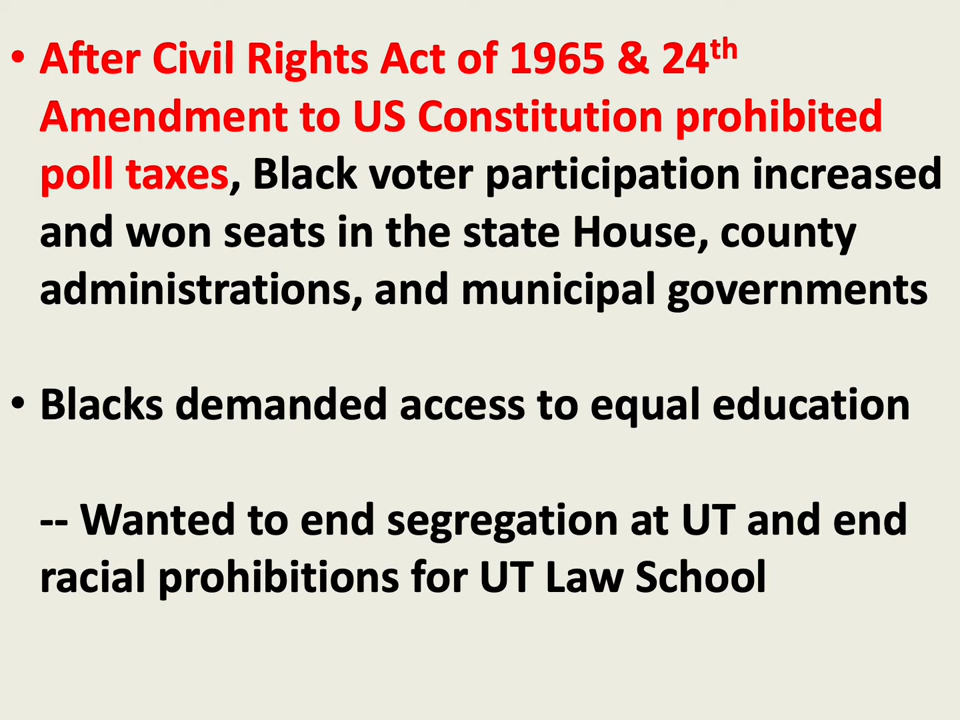 • After Civil Rights Act of 1965 & 24th
Amendment to US Constitution prohibited
poll taxes, Black voter participation increased
and won seats in the state House, county
administrations, and municipal governments
• Blacks demanded access to equal education
-- Wanted to end segregation at UT and end
racial prohibitions for UT Law School